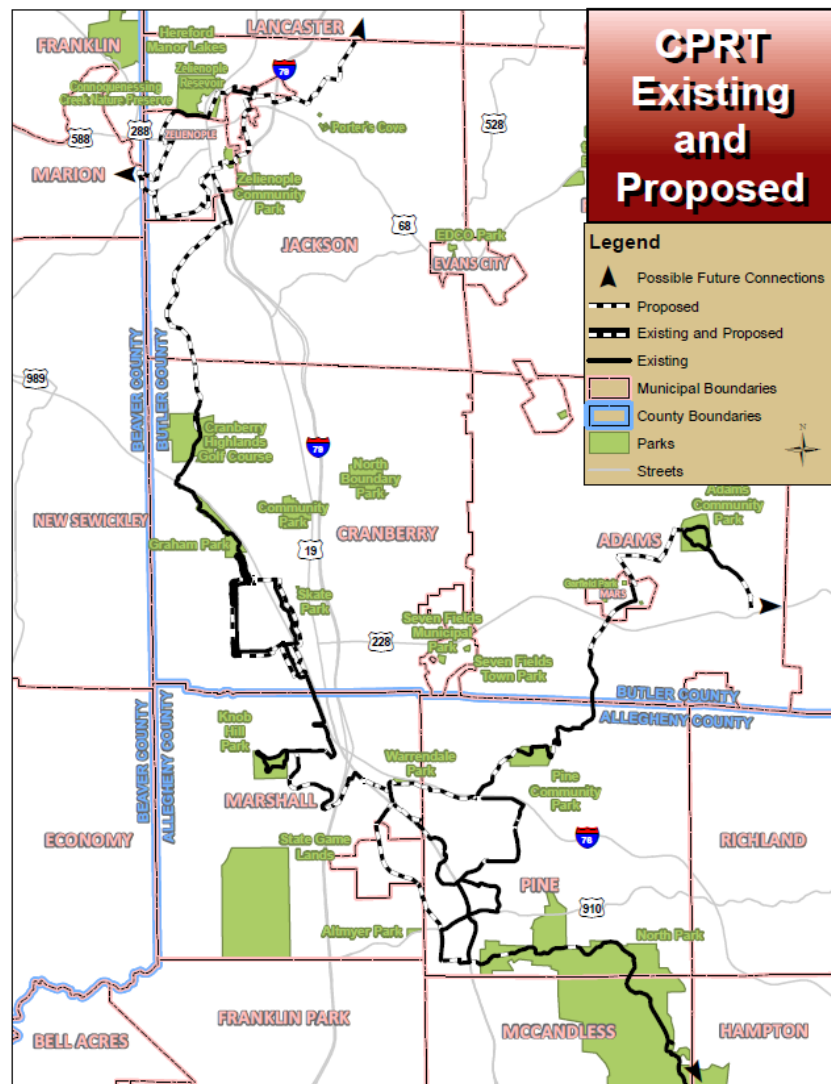 CPRT
Existing
and
Proposed
Legend
Possible Future Connections
Proposed
Existing and Proposed
Existing
Municipal Boundaries
County Boundaries
Parks
Streets
N
LANCASTER
FRANKLIN
Hereford
Manor Lakes
Zelienople
Resevoir
Connoquenessing
Creek Nature Preserve
76
588
288
ZELIENOPLE
Porter's Cove
528
MARION
Zelienople
Community
Park
JACKSON
68
EDCO Park
EVANS CITY
989
BEAVER COUNTY
BUTLER COUNTY
Cranberry
Highlands
Golf Course
76
North
Boundary
Park
Community
Park
NEW SEWICKLEY
CRANBERRY
Graham Park
19
Adams
Community
Park
ADAMS
Garfield Park
MARS
Skate
Park
228
Seven Fields
Municipal
Park
Seven Fields
Town Park
BUTLER COUNTY
ALLEGHENY COUNTY
BEAVER COUNTY
ALLEGHENY COUNTY
Knob
Hill
Park
Warrendale
Park
Pine
Community
Park
MARSHALL
ECONOMY
State Game
Lands
76
RICHLAND
PINE
910
Altmyer Park
North Park
FRANKLIN PARK
BELL ACRES
MCCANDLESS
HAMPTON